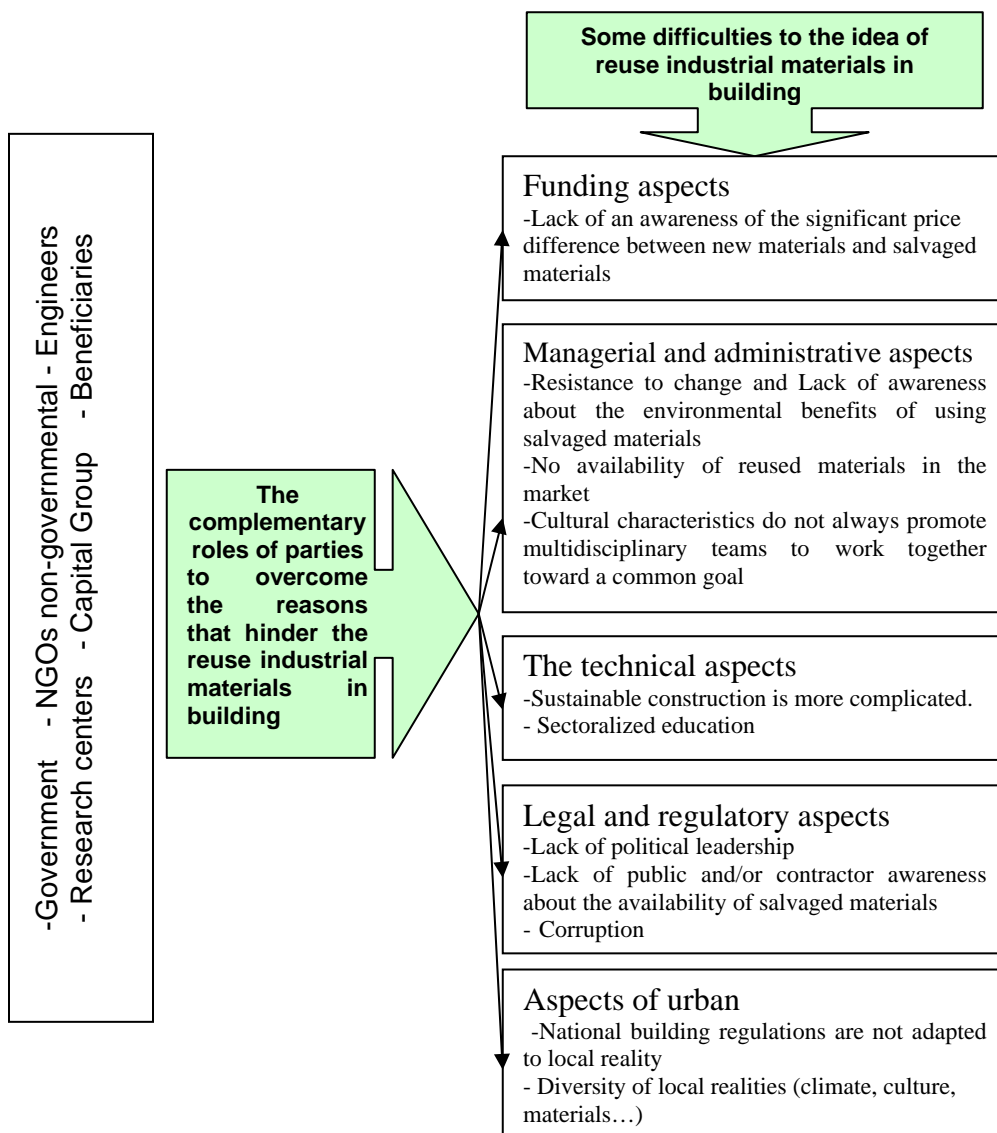 Some difficulties to the idea of
reuse industrial materials in
building
-Government - NGOs non-governmental - Engineers
- Research centers - Capital Group - Beneficiaries
The
complementary
roles of parties
to overcome
the reasons
that hinder the
reuse industrial
materials in
building
Funding aspects
-Lack of an awareness of the significant price
difference between new materials and salvaged
materials
Managerial and administrative aspects
-Resistance to change and Lack of awareness
about the environmental benefits of using
salvaged materials
-No availability of reused materials in the
market
-Cultural characteristics do not always promote
multidisciplinary teams to work together
toward a common goal
The technical aspects
-Sustainable construction is more complicated.
- Sectoralized education
Legal and regulatory aspects
-Lack of political leadership
-Lack of public and/or contractor awareness
about the availability of salvaged materials
- Corruption
Aspects of urban
-National building regulations are not adapted
to local reality
- Diversity of local realities (climate, culture,
materials…)